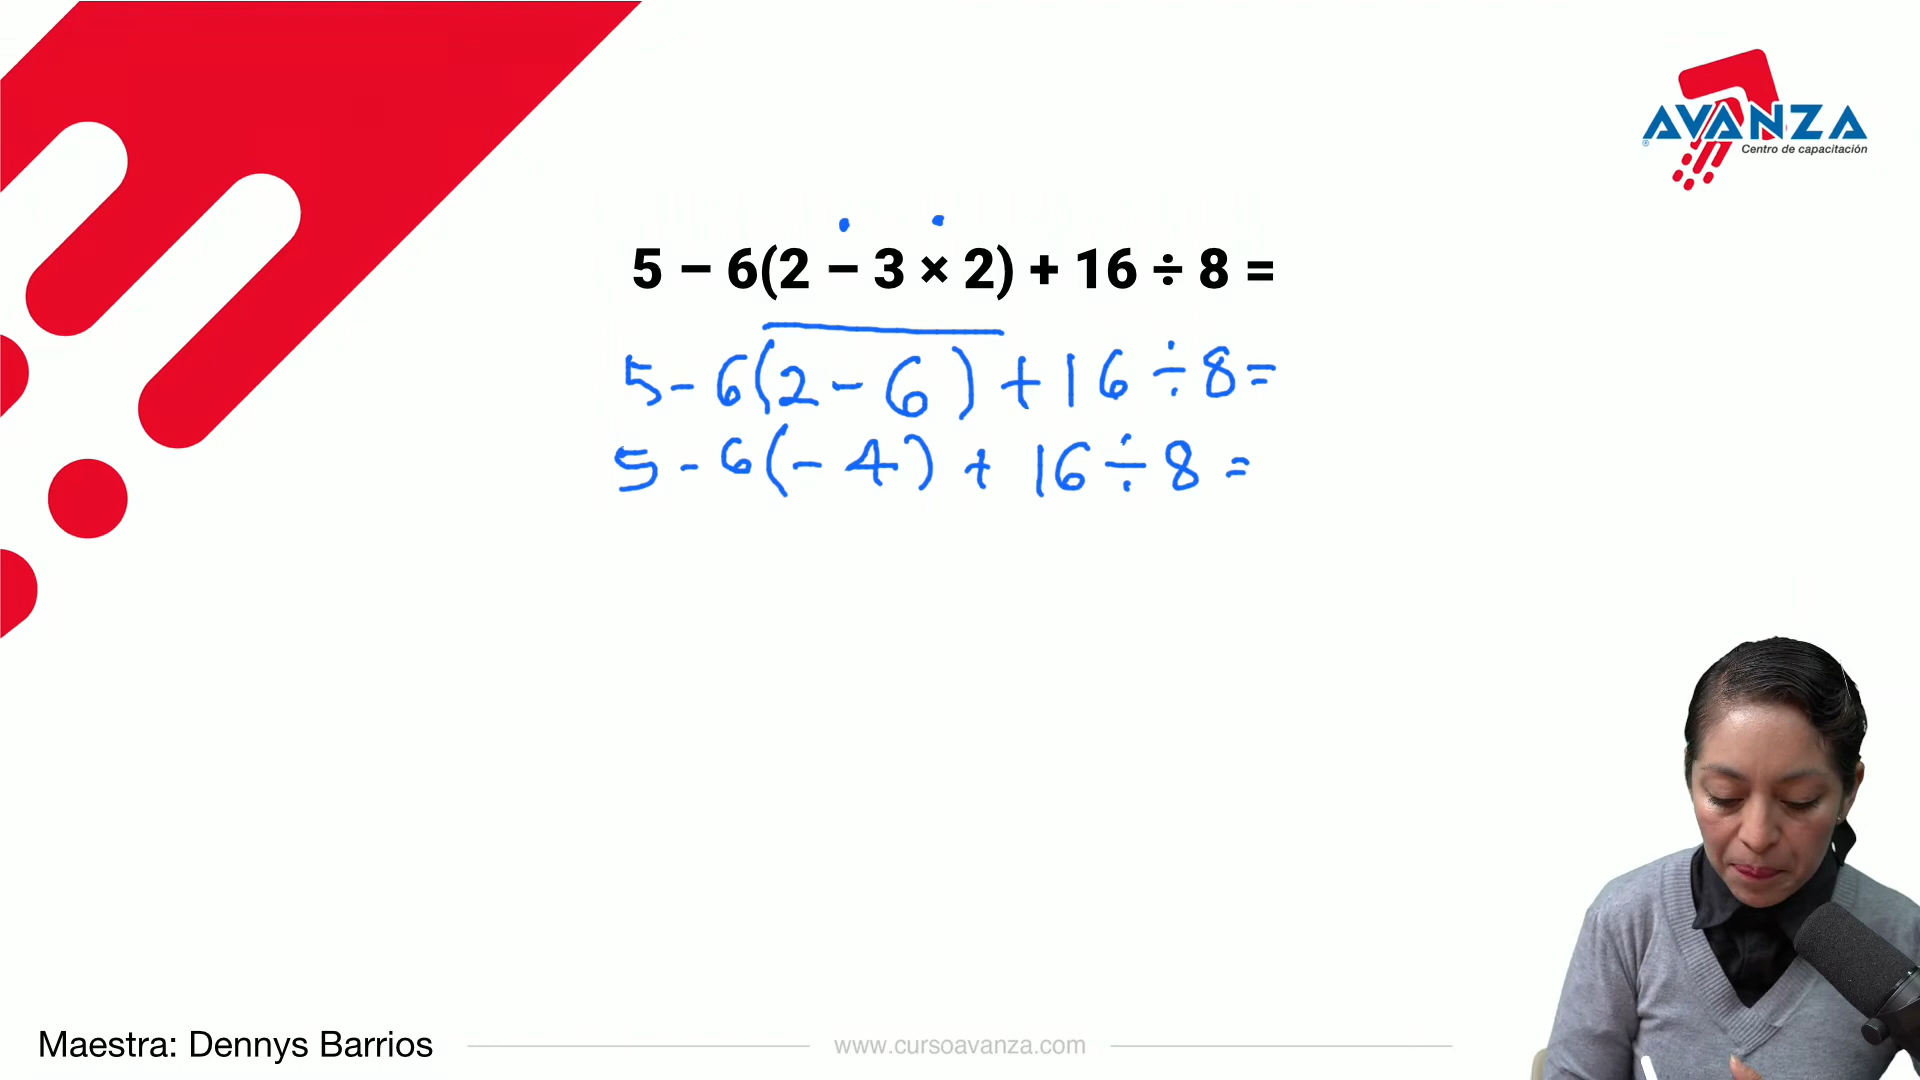 AVANZA
®
Centro de capacitación
5 – 6(2 – 3 × 2) + 16 ÷ 8 =
5 - 6(2 - 6) + 16 ÷ 8 =
5 - 6(- 4) + 16 ÷ 8 =
Maestra: Dennys Barrios
www.cursoavanza.com